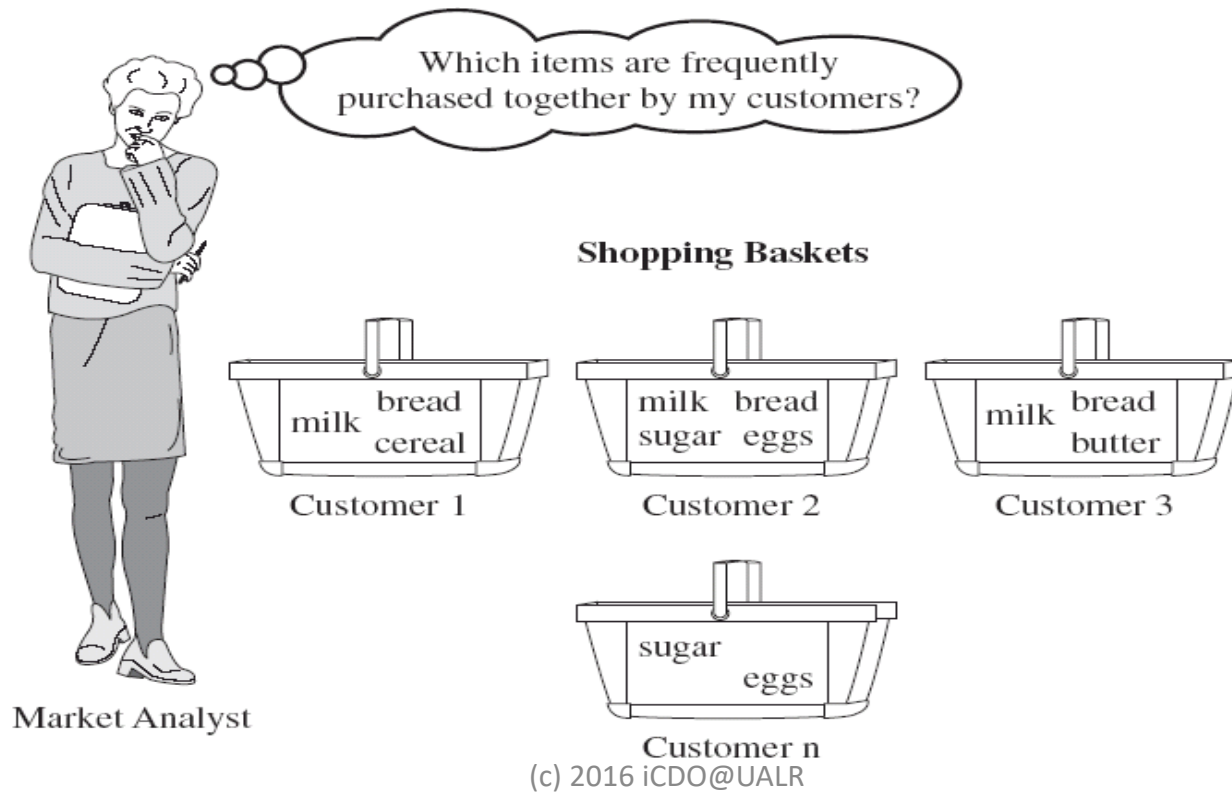 Which items are frequently
purchased together by my customers?
Shopping Baskets
milk bread
cereal
Customer 1
milk bread
sugar eggs
Customer 2
milk bread
butter
Customer 3
sugar
eggs
Customer n
Market Analyst
(c) 2016 iCDO@UALR